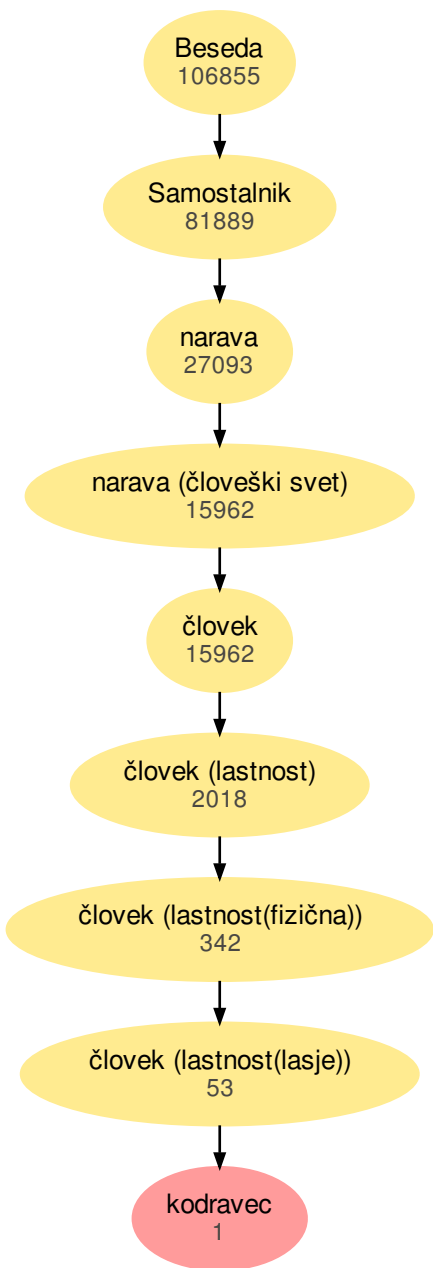 Beseda
106855
Samostalnik
81889
narava
27093
narava (človeški svet)
15962
človek
15962
človek (lastnost)
2018
človek (lastnost(fizična))
342
človek (lastnost(lasje))
53
kodravec
1